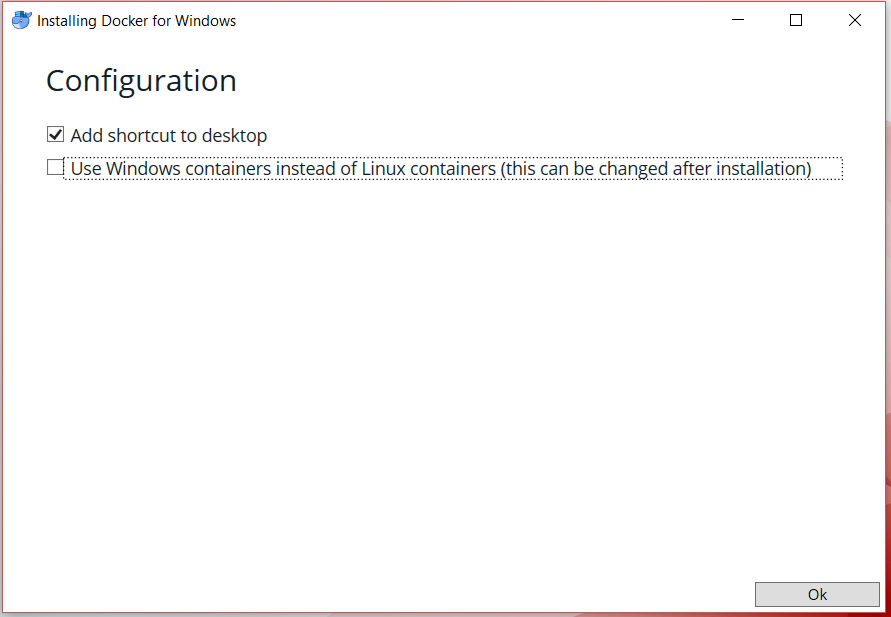 Installing Docker for Windows
Configuration
Add shortcut to desktop
Use Windows containers instead of Linux containers (this can be changed after installation)
Ok